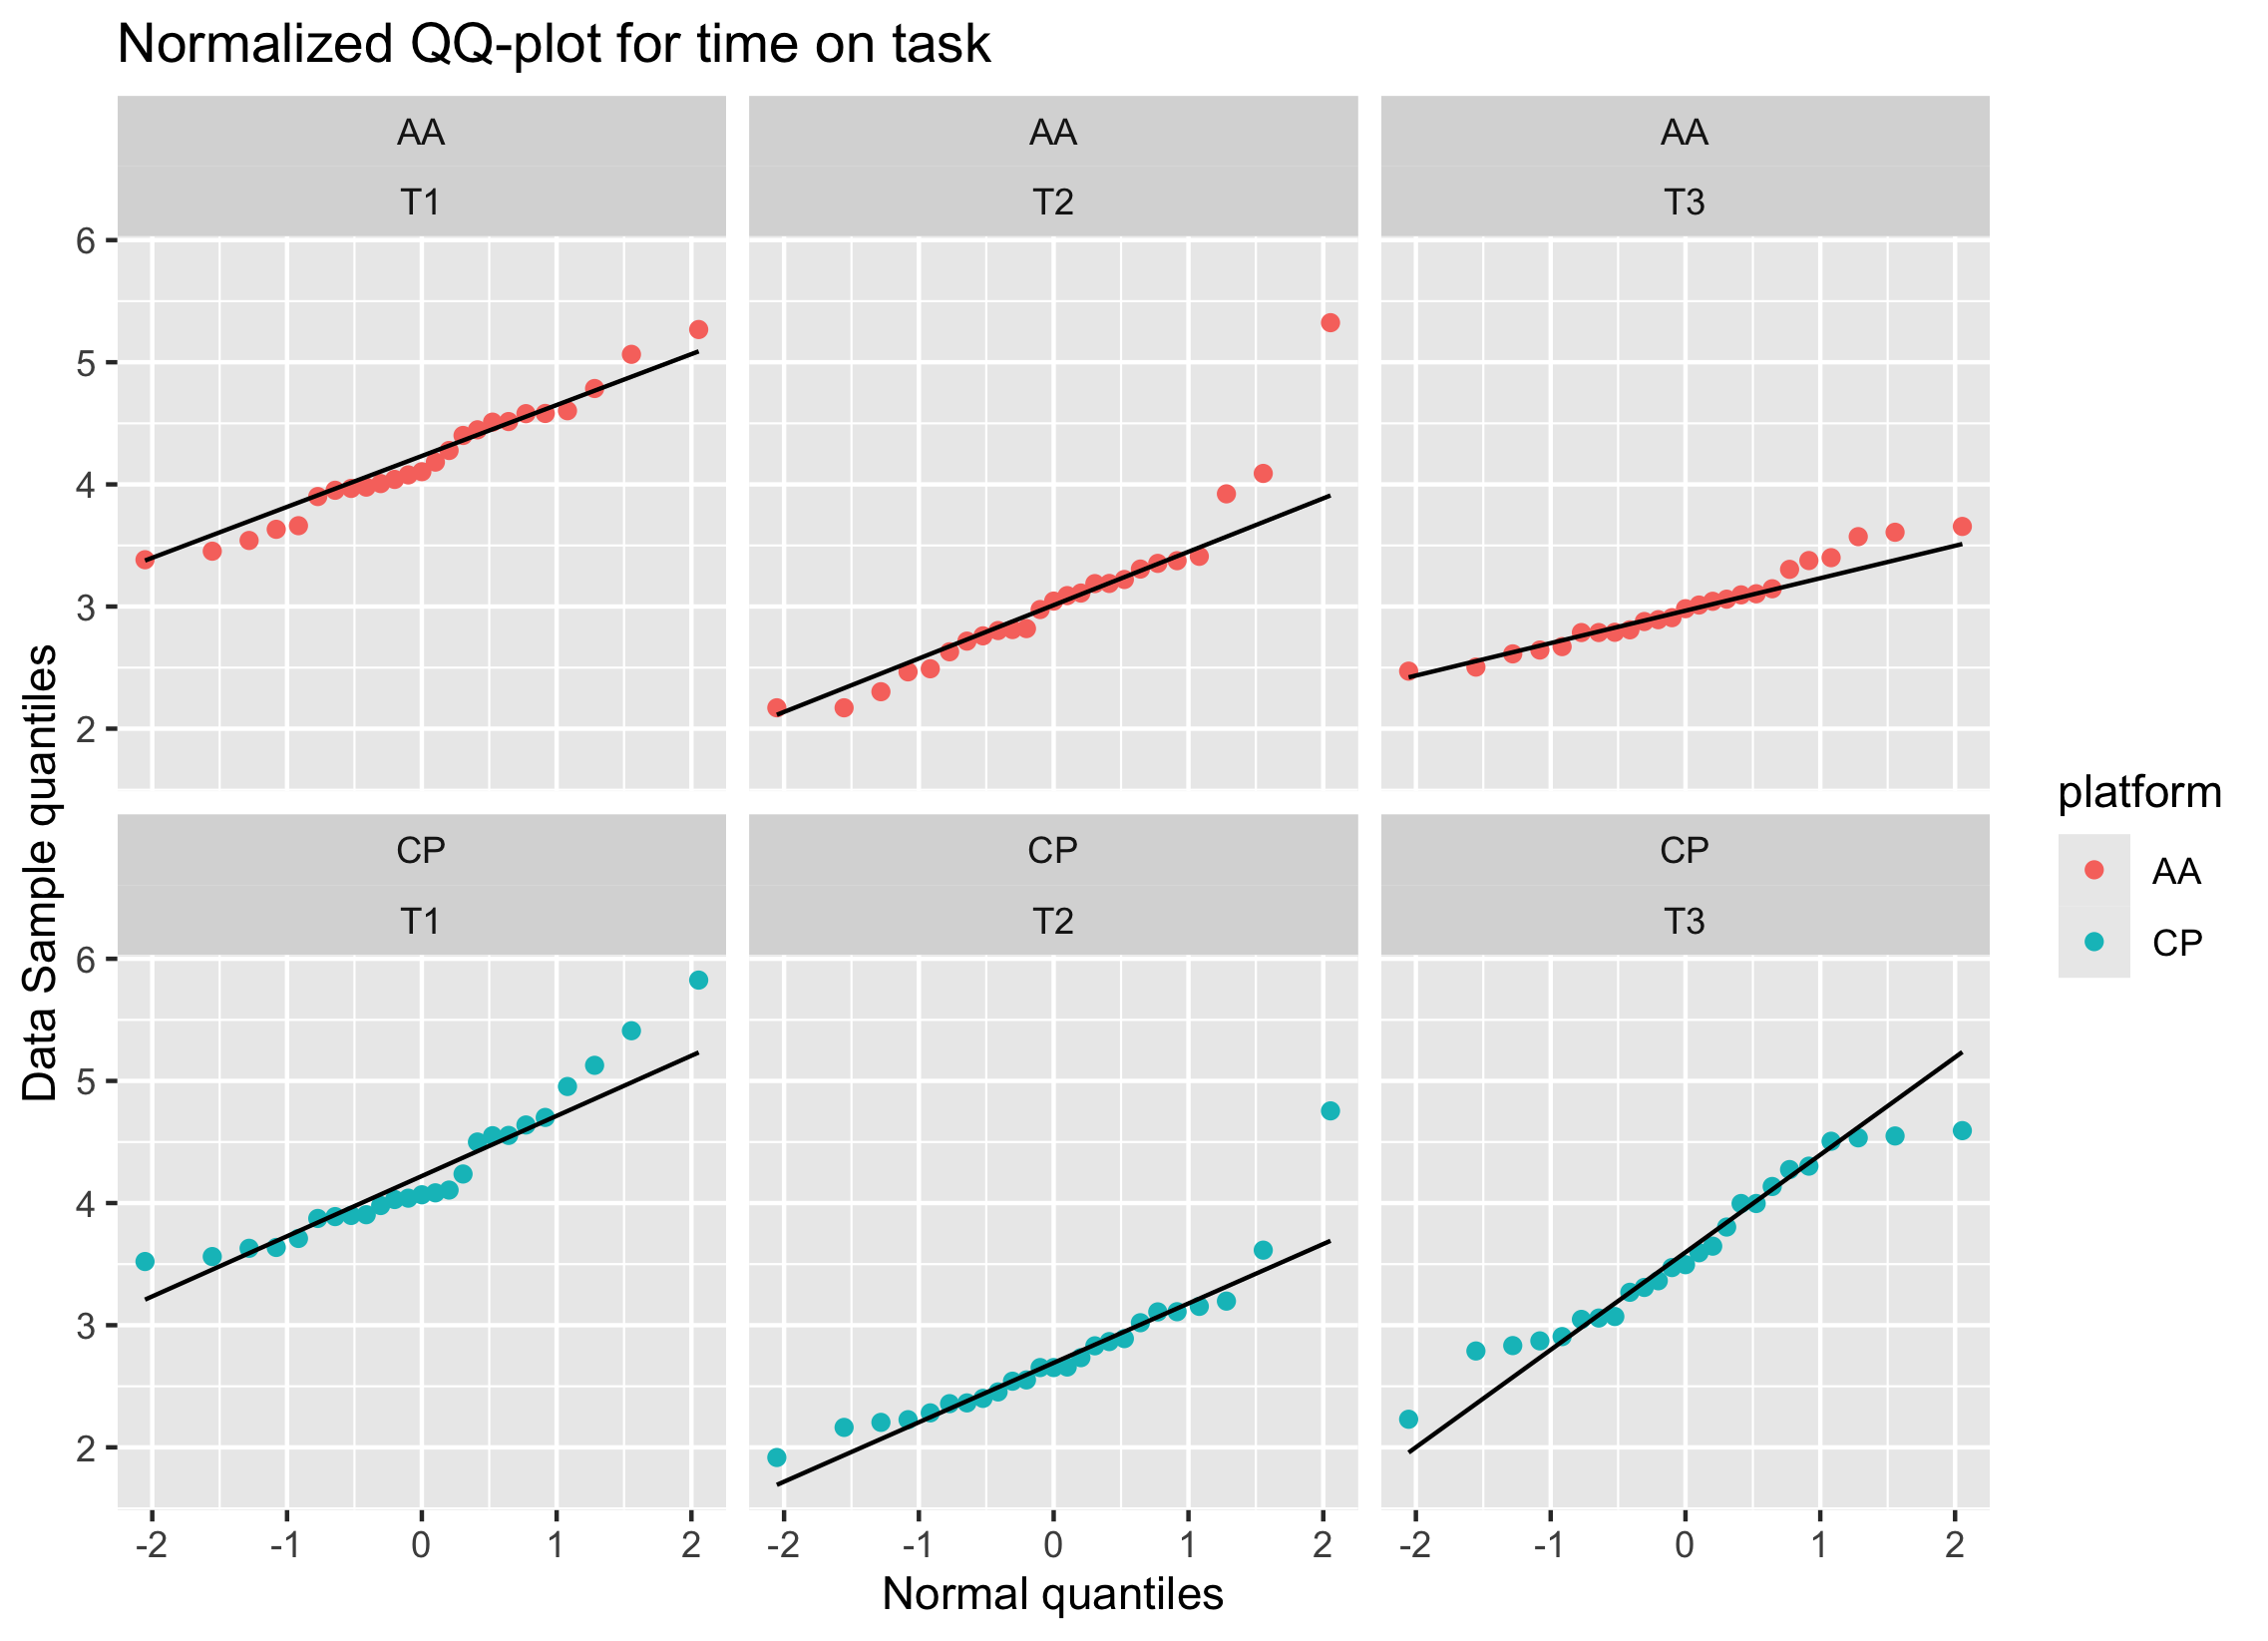 Normalized QQ-plot for time on task
AA
AA
AA
T1
T2
T3
6
5
4
3
2
CP
CP
CP
T1
T2
T3
6
5
4
3
2
-2 -1 0 1 2
-2 -1 0 1 2
-2 -1 0 1 2
Normal quantiles
Data Sample quantiles
platform
AA
CP